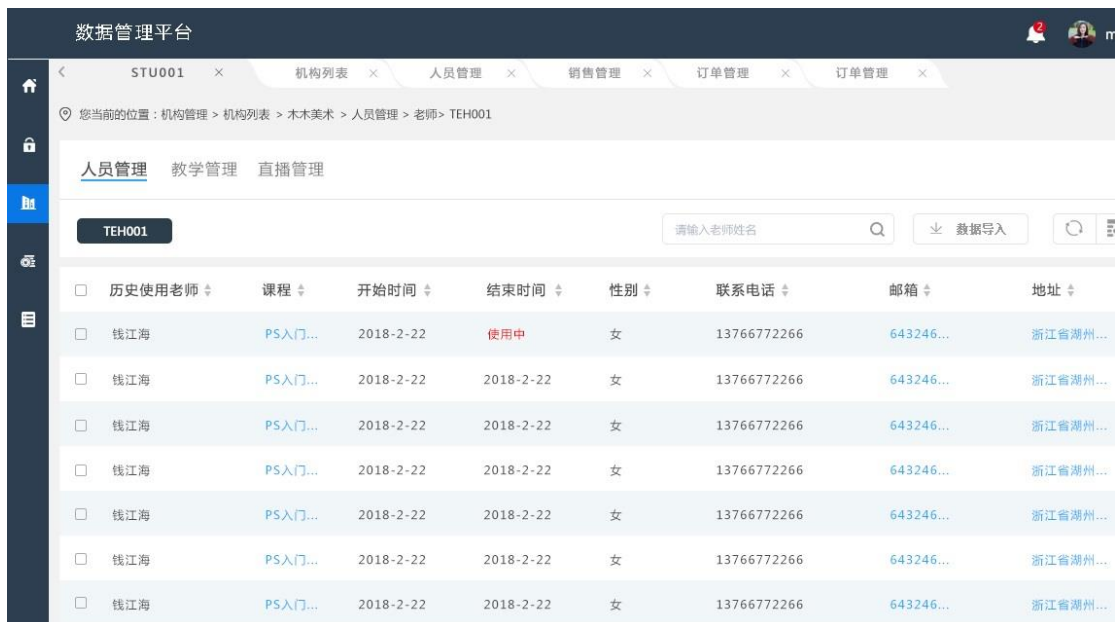 数据管理平台
2
m
STU001 × 机构列表 × 人员管理 × 销售管理 × 订单管理 × 订单管理 ×
您当前的位置：机构管理 > 机构列表 > 木木美术 > 人员管理 > 老师> TEH001
人员管理 教学管理 直播管理
TEH001 请输入老师姓名 数据导入
历史使用老师 课程 开始时间 结束时间 性别 联系电话 邮箱 地址
钱江海 PS入门... 2018-2-22 使用中 女 13766772266 643246... 浙江省湖州...
钱江海 PS入门... 2018-2-22 2018-2-22 女 13766772266 643246... 浙江省湖州...
钱江海 PS入门... 2018-2-22 2018-2-22 女 13766772266 643246... 浙江省湖州...
钱江海 PS入门... 2018-2-22 2018-2-22 女 13766772266 643246... 浙江省湖州...
钱江海 PS入门... 2018-2-22 2018-2-22 女 13766772266 643246... 浙江省湖州...
钱江海 PS入门... 2018-2-22 2018-2-22 女 13766772266 643246... 浙江省湖州...
钱江海 PS入门... 2018-2-22 2018-2-22 女 13766772266 643246... 浙江省湖州...